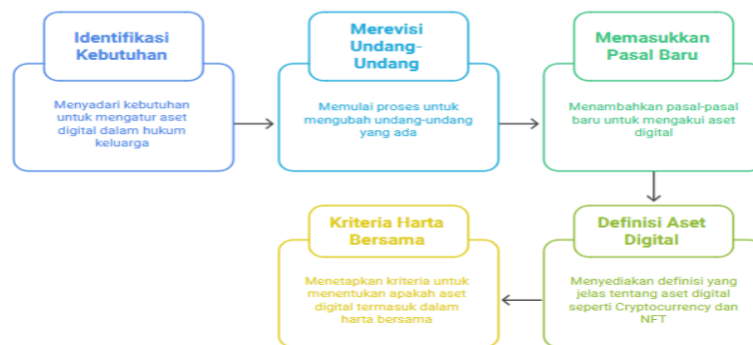 Identifikasi
Kebutuhan
Menyadari kebutuhan
untuk mengatur aset
digital dalam hukum
keluarga
Merevisi
Undang-
Undang
Memulai proses untuk
mengubah undang-undang
yang ada
Memasukkan
Pasal Baru
Menambahkan pasal-pasal
baru untuk mengakui aset
digital
Definisi Aset
Digital
Menyediakan definisi yang
jelas tentang aset digital
seperti Cryptocurrency dan
NFT
Kriteria Harta
Bersama
Menetapkan kriteria untuk
menentukan apakah aset
digital termasuk dalam
harta bersama